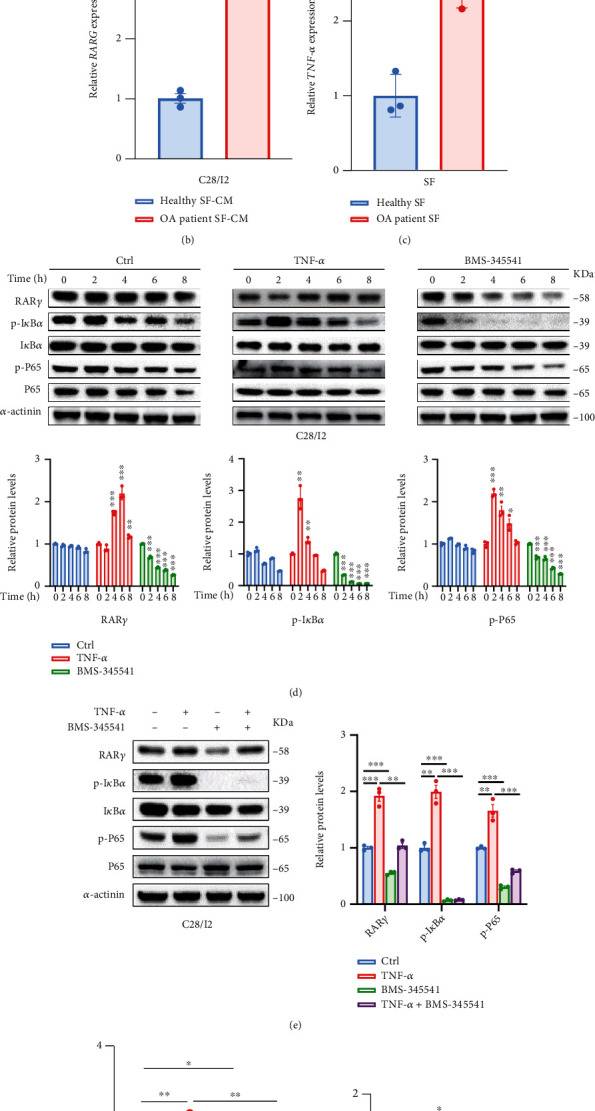 Relative RARG expres
2
1
0
C28/I2
Healthy SF-CM
OA patient SF-CM
(b)
Relative TNF-α expression
2
1
0
SF
Healthy SF
OA patient SF
(c)
Ctrl TNF-α BMS-345541
Time (h) 0 2 4 6 8 0 2 4 6 8 0 2 4 6 8 KDa
RARγ –58
p-IκBα –39
IκBα –39
p-P65 –65
P65 –65
α-actinin –100
C28/I2
Relative protein levels
3
2
1
0
*** *** ** ** *** *** ***
Time (h) 0 2 4 6 8 0 2 4 6 8 0 2 4 6 8
RARγ
Relative protein levels
4
3
2
1
0
** ** *** *** *** ***
Time (h) 0 2 4 6 8 0 2 4 6 8 0 2 4 6 8
p-IκBα
Relative protein levels
3
2
1
0
*** ** * *** *** *** ***
Time (h) 0 2 4 6 8 0 2 4 6 8 0 2 4 6 8
p-P65
Ctrl
TNF-α
BMS-345541
(d)
TNF-α – + – +
BMS-345541 – – + +
KDa
RARγ –58
p-IκBα –39
IκBα –39
p-P65 –65
P65 –65
α-actinin –100
C28/I2
Relative protein levels
3
2
1
0
*** *** ***
*** ** ** *** ** ***
RARγ p-IκBα p-P65
Ctrl
TNF-α
BMS-345541
TNF-α + BMS-345541
(e)
4
*
** **
2
*